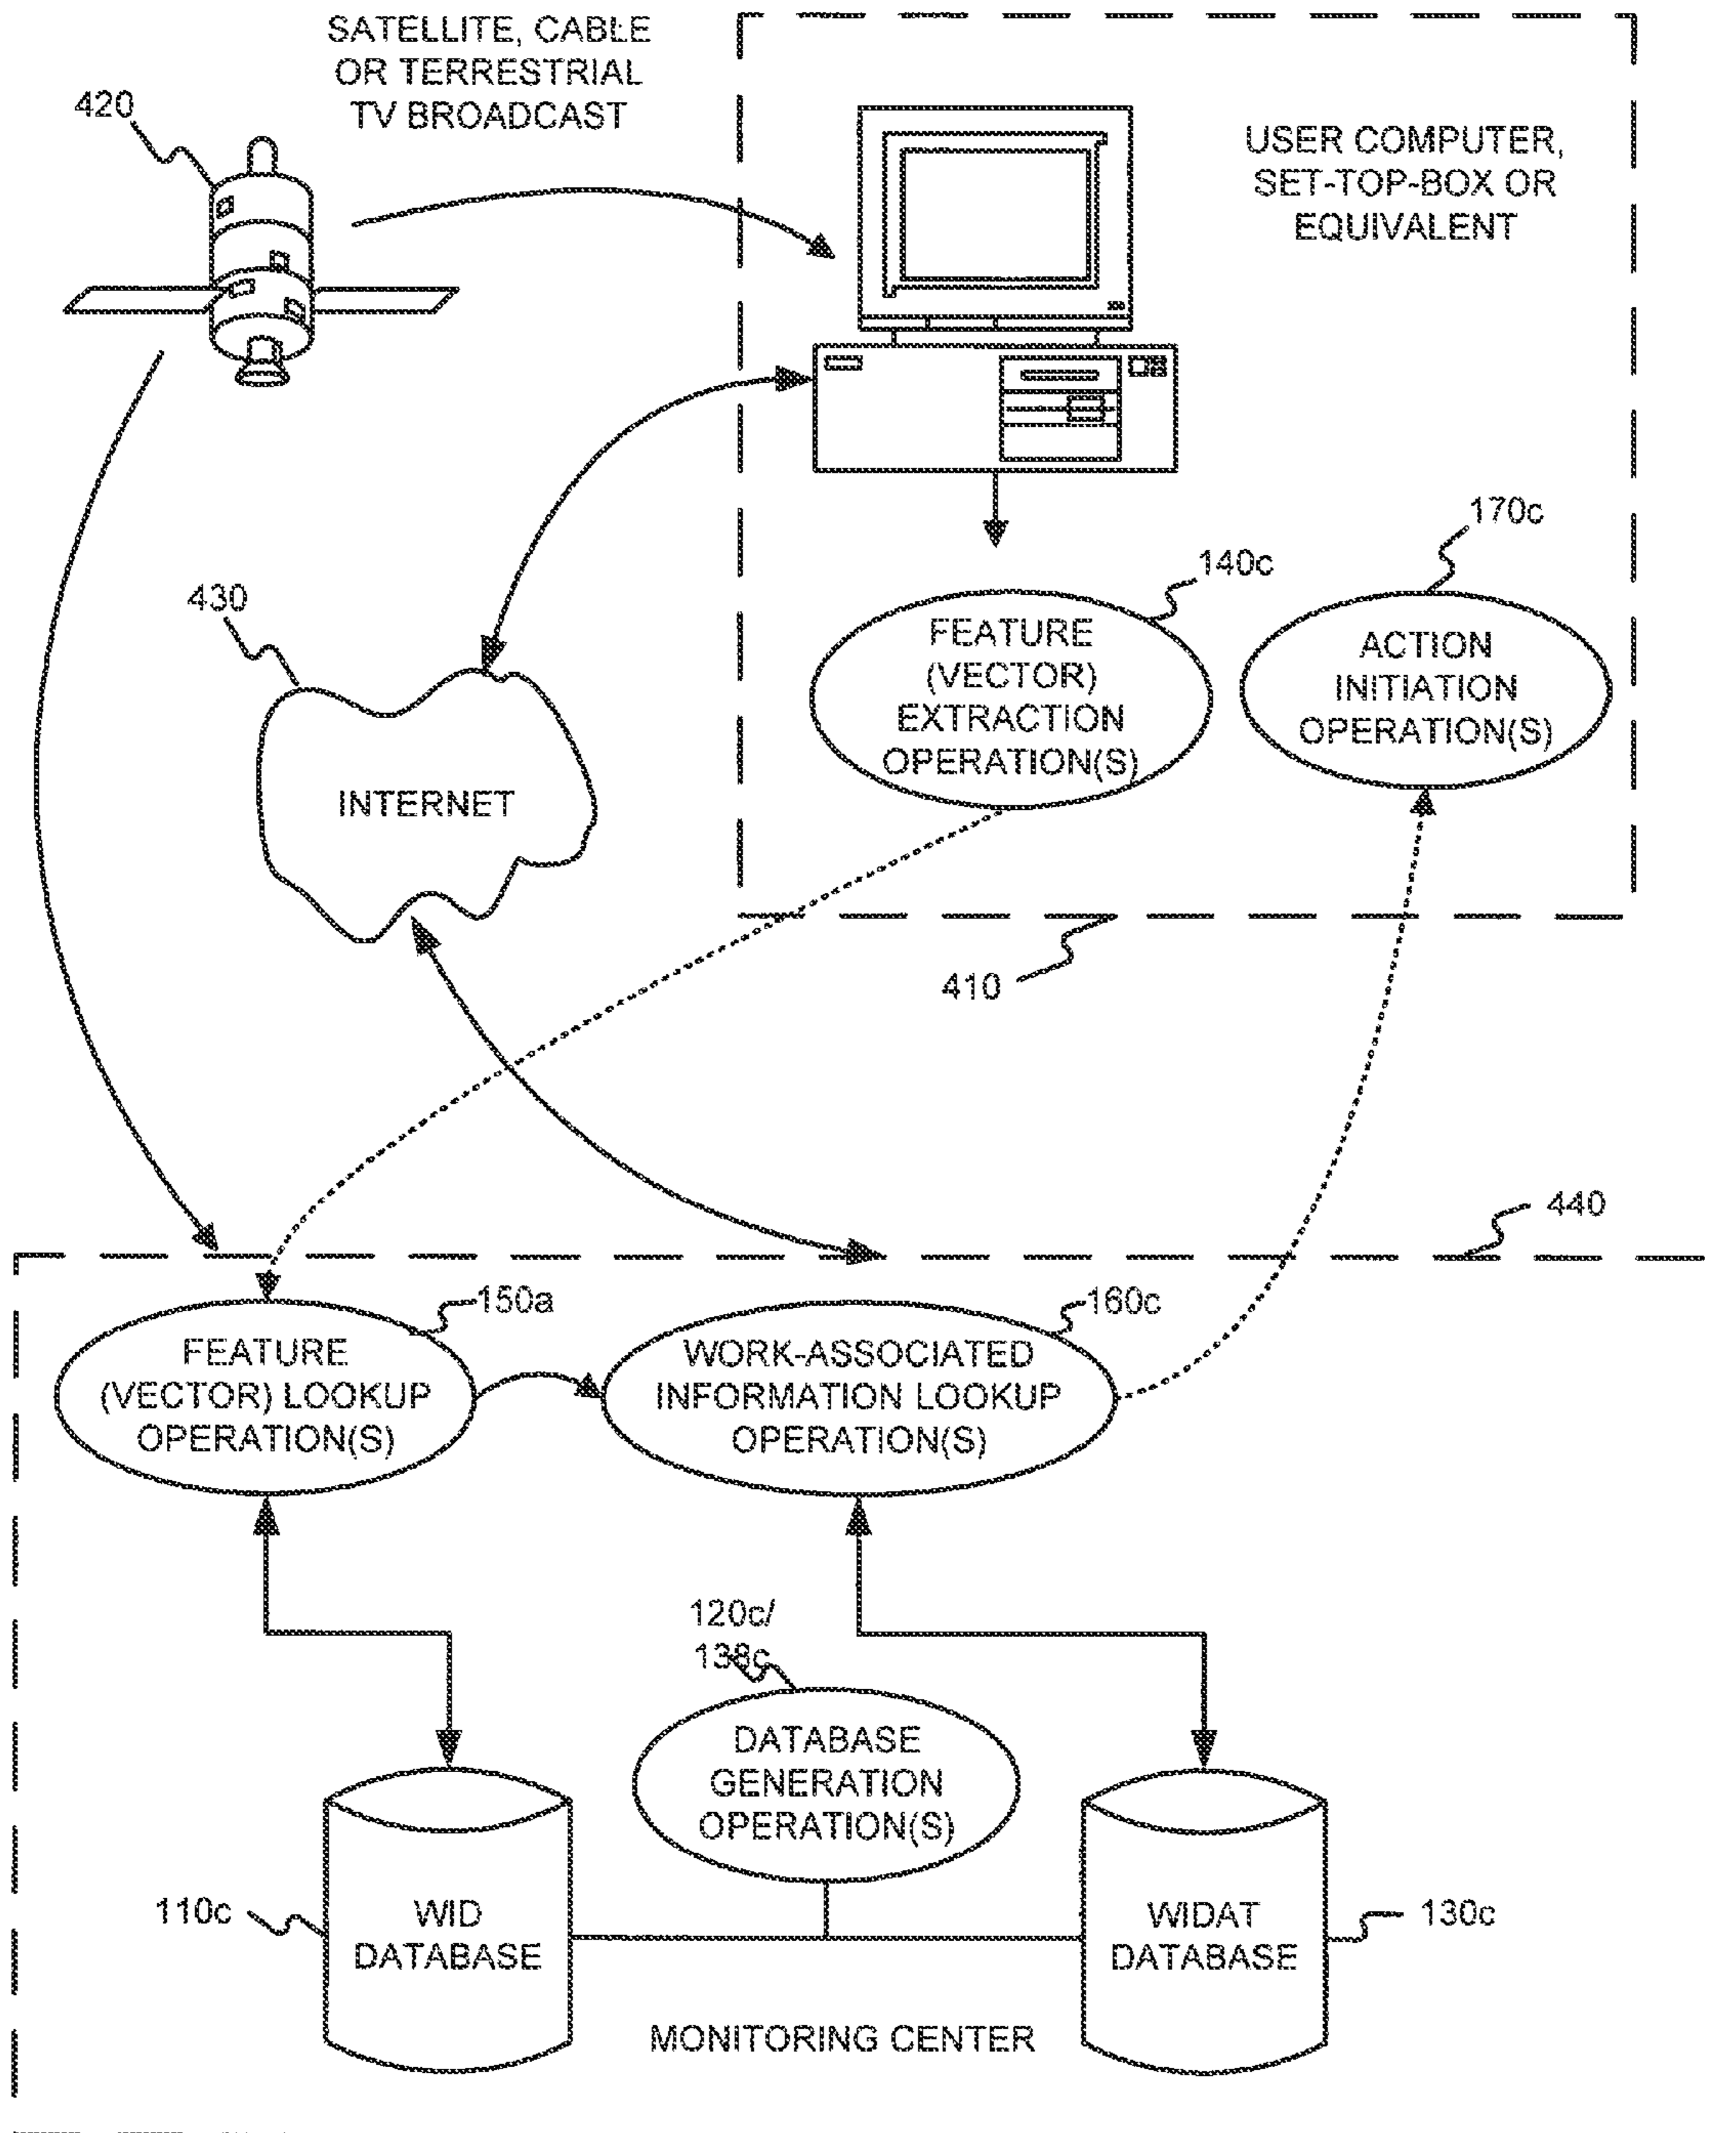 SATELLITE, CABLE
OR TERRESTRIAL
TV BROADCAST
420
USER COMPUTER,
SET-TOP-BOX OR
EQUIVALENT
170c
140c
430
FEATURE
(VECTOR)
EXTRACTION
OPERATION(S)
ACTION
INITIATION
OPERATION(S)
INTERNET
410
440
150a
160c
FEATURE
(VECTOR) LOOKUP
OPERATION(S)
WORK-ASSOCIATED
INFORMATION LOOKUP
OPERATION(S)
120c/
138c
DATABASE
GENERATION
OPERATION(S)
110c
WID
DATABASE
WIDAT
DATABASE
130c
MONITORING CENTER